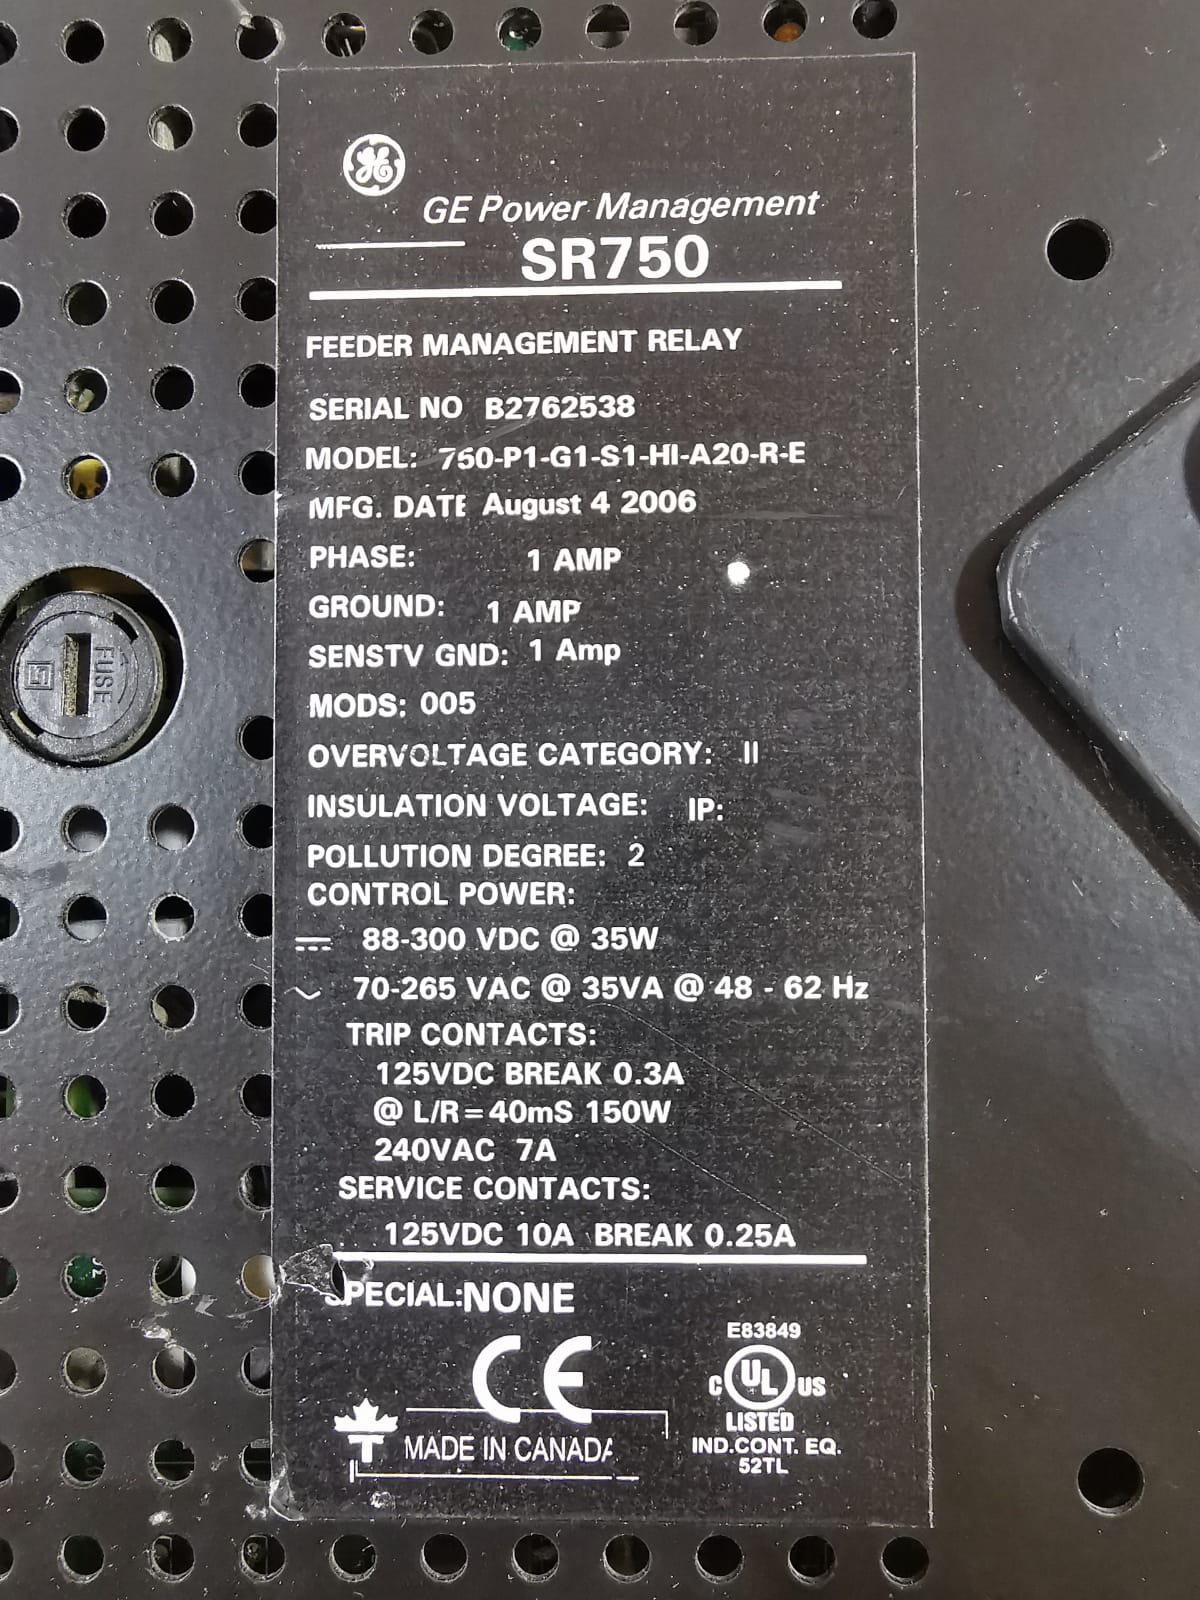 GE
GE Power Management
SR750
FEEDER MANAGEMENT RELAY
SERIAL NO B2762538
MODEL: 750-P1-G1-S1-HI-A20-R-E
MFG. DATE August 4 2006
PHASE: 1 AMP
GROUND: 1 AMP
SENSTV GND: 1 Amp
MODS: 005
OVERVOLTAGE CATEGORY: II
INSULATION VOLTAGE: IP:
POLLUTION DEGREE: 2
CONTROL POWER:
88-300 VDC @ 35W
70-265 VAC @ 35VA @ 48 - 62 Hz
TRIP CONTACTS:
125VDC BREAK 0.3A
@ L/R=40mS 150W
240VAC 7A
SERVICE CONTACTS:
125VDC 10A BREAK 0.25A
SPECIAL:NONE
CE
E83849
C UL US
LISTED
IND.CONT. EQ.
52TL
MADE IN CANADA
FUSE